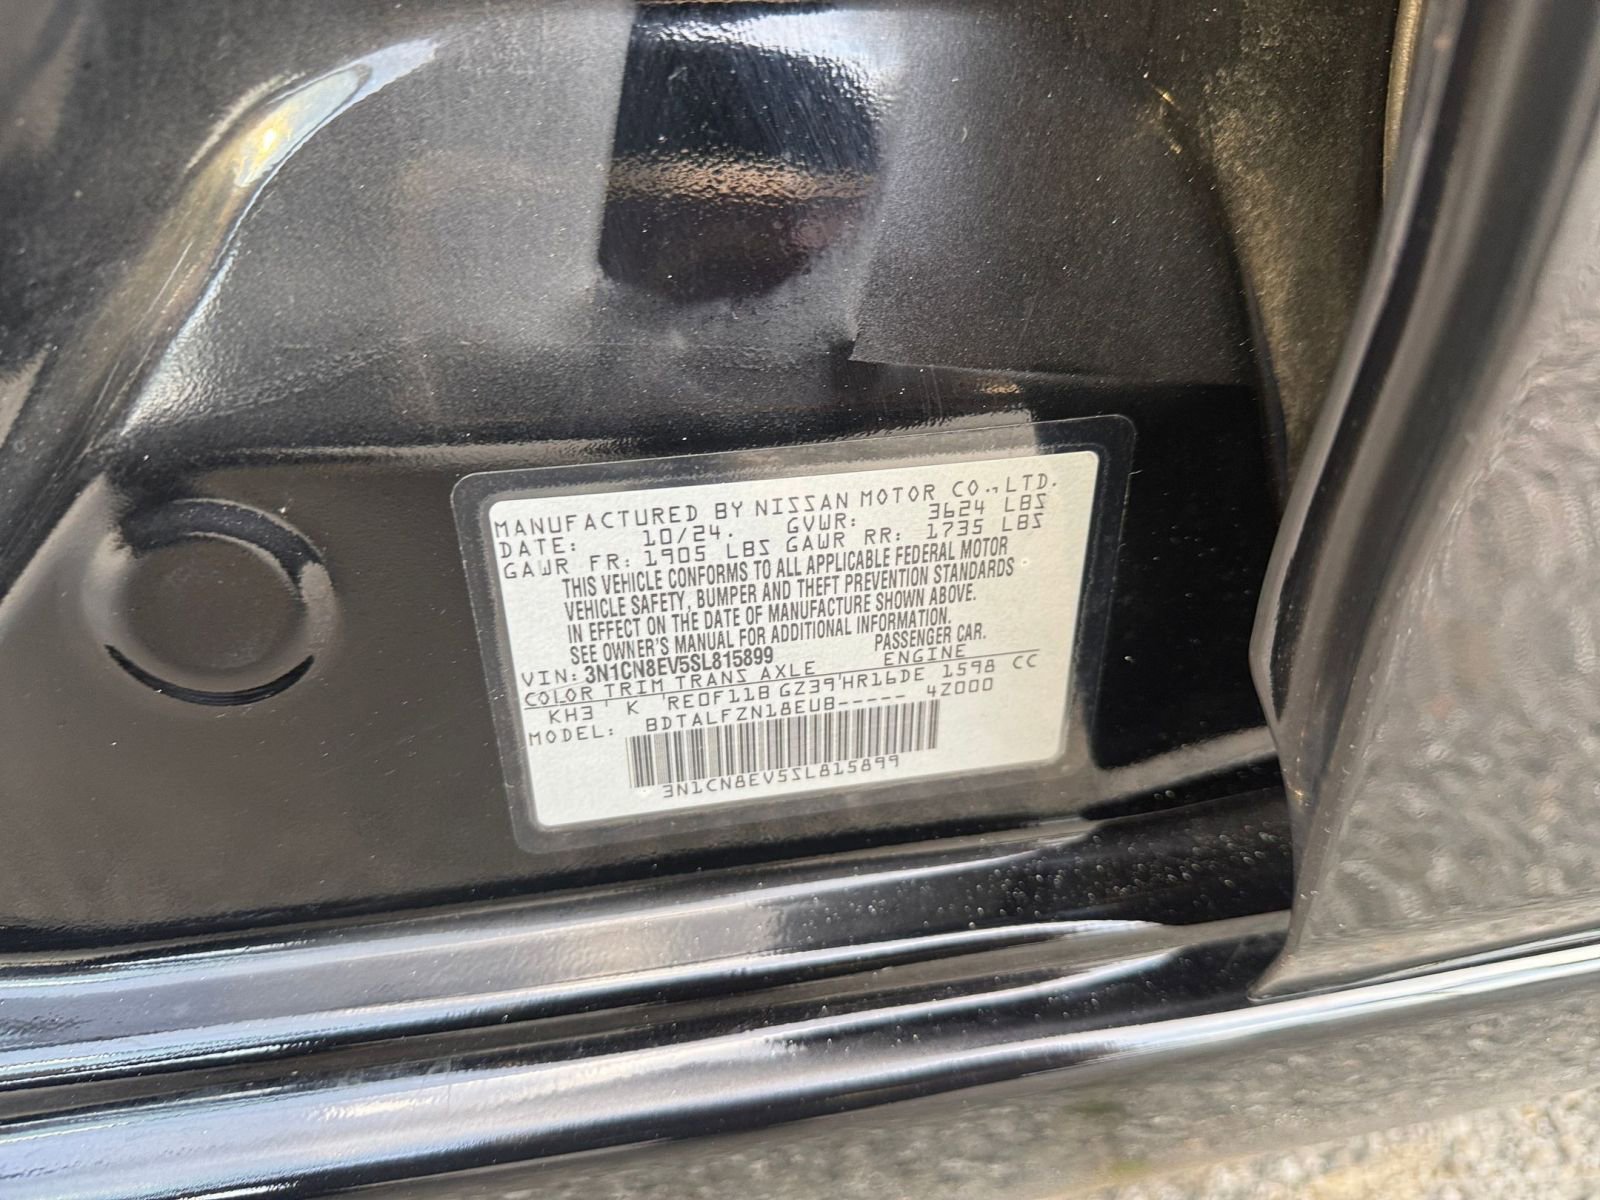 MANUFACTURED BY NISSAN MOTOR CO.,LTD.
DATE: 10/24. GVWR: 3624 LBS
GAWR FR: 1905 LBS GAWR RR: 1735 LBS
THIS VEHICLE CONFORMS TO ALL APPLICABLE FEDERAL MOTOR
VEHICLE SAFETY, BUMPER AND THEFT PREVENTION STANDARDS
IN EFFECT ON THE DATE OF MANUFACTURE SHOWN ABOVE.
SEE OWNER'S MANUAL FOR ADDITIONAL INFORMATION.
VIN: 3N1CN8EV5SL815899 PASSENGER CAR.
COLOR TRIM TRANS AXLE ENGINE
KH3 K RE0F11B GZ39 HR16DE 1598 CC
MODEL: BDTALFZN18EUB----- 4Z000
3N1CN8EV5SL815899